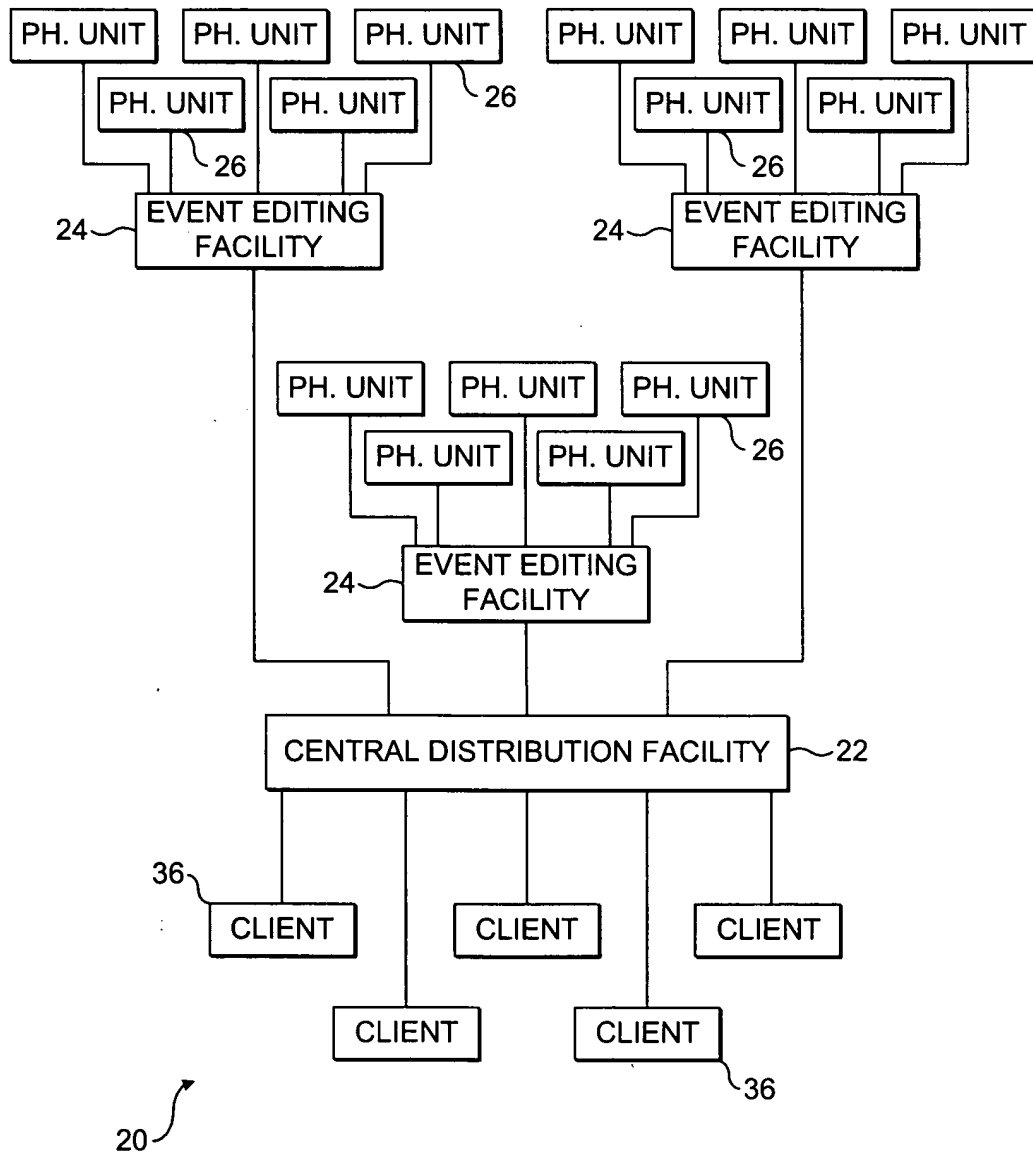 PH. UNIT PH. UNIT PH. UNIT PH. UNIT PH. UNIT PH. UNIT
26
PH. UNIT PH. UNIT PH. UNIT PH. UNIT
26 26
24 EVENT EDITING
FACILITY
24 EVENT EDITING
FACILITY
PH. UNIT PH. UNIT PH. UNIT
26
PH. UNIT PH. UNIT
24 EVENT EDITING
FACILITY
CENTRAL DISTRIBUTION FACILITY 22
36
CLIENT CLIENT CLIENT
CLIENT CLIENT
36
20